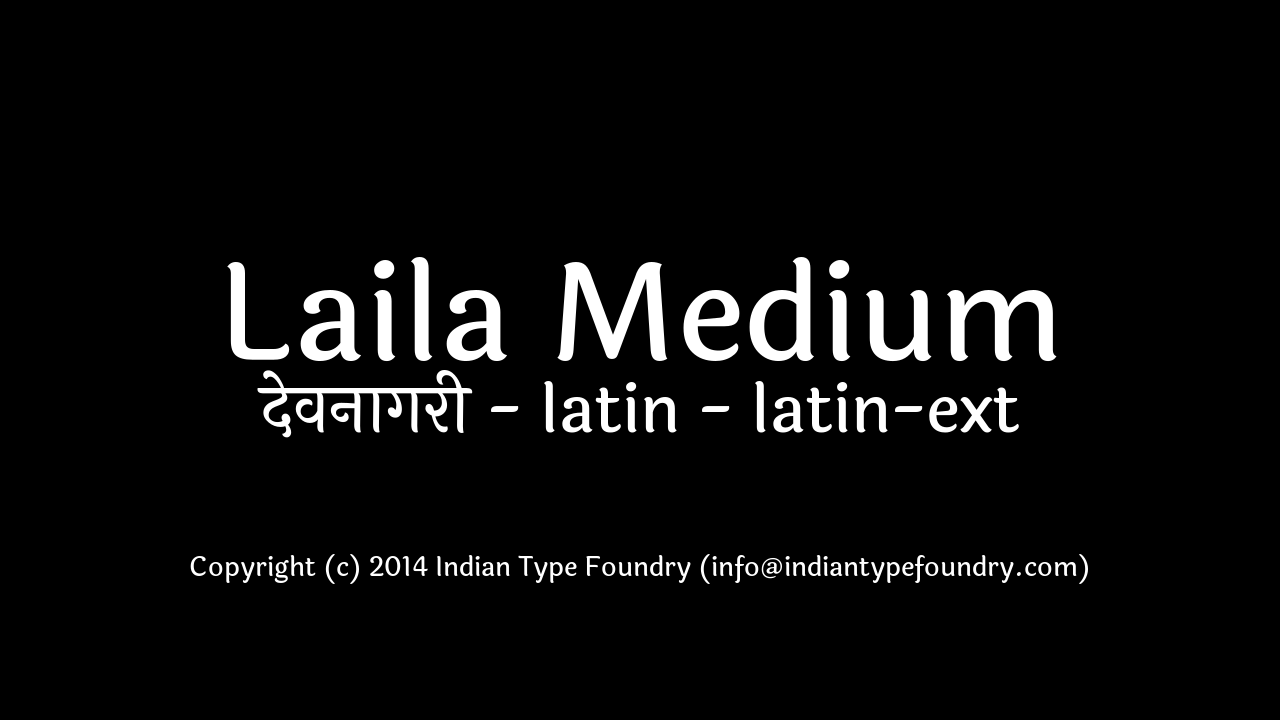 Laila Medium
देवनागरी - latin - latin-ext
Copyright (c) 2014 Indian Type Foundry (info@indiantypefoundry.com)